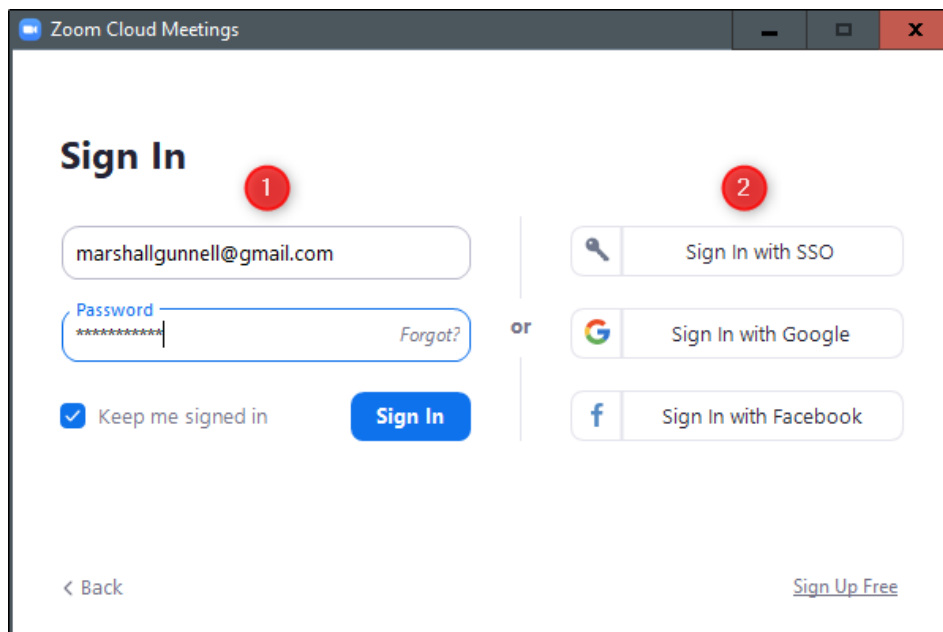 Zoom Cloud Meetings
Sign In
1
marshallgunnell@gmail.com
Password
***********
Forgot?
Keep me signed in
Sign In
or
2
Sign In with SSO
Sign In with Google
Sign In with Facebook
< Back
Sign Up Free